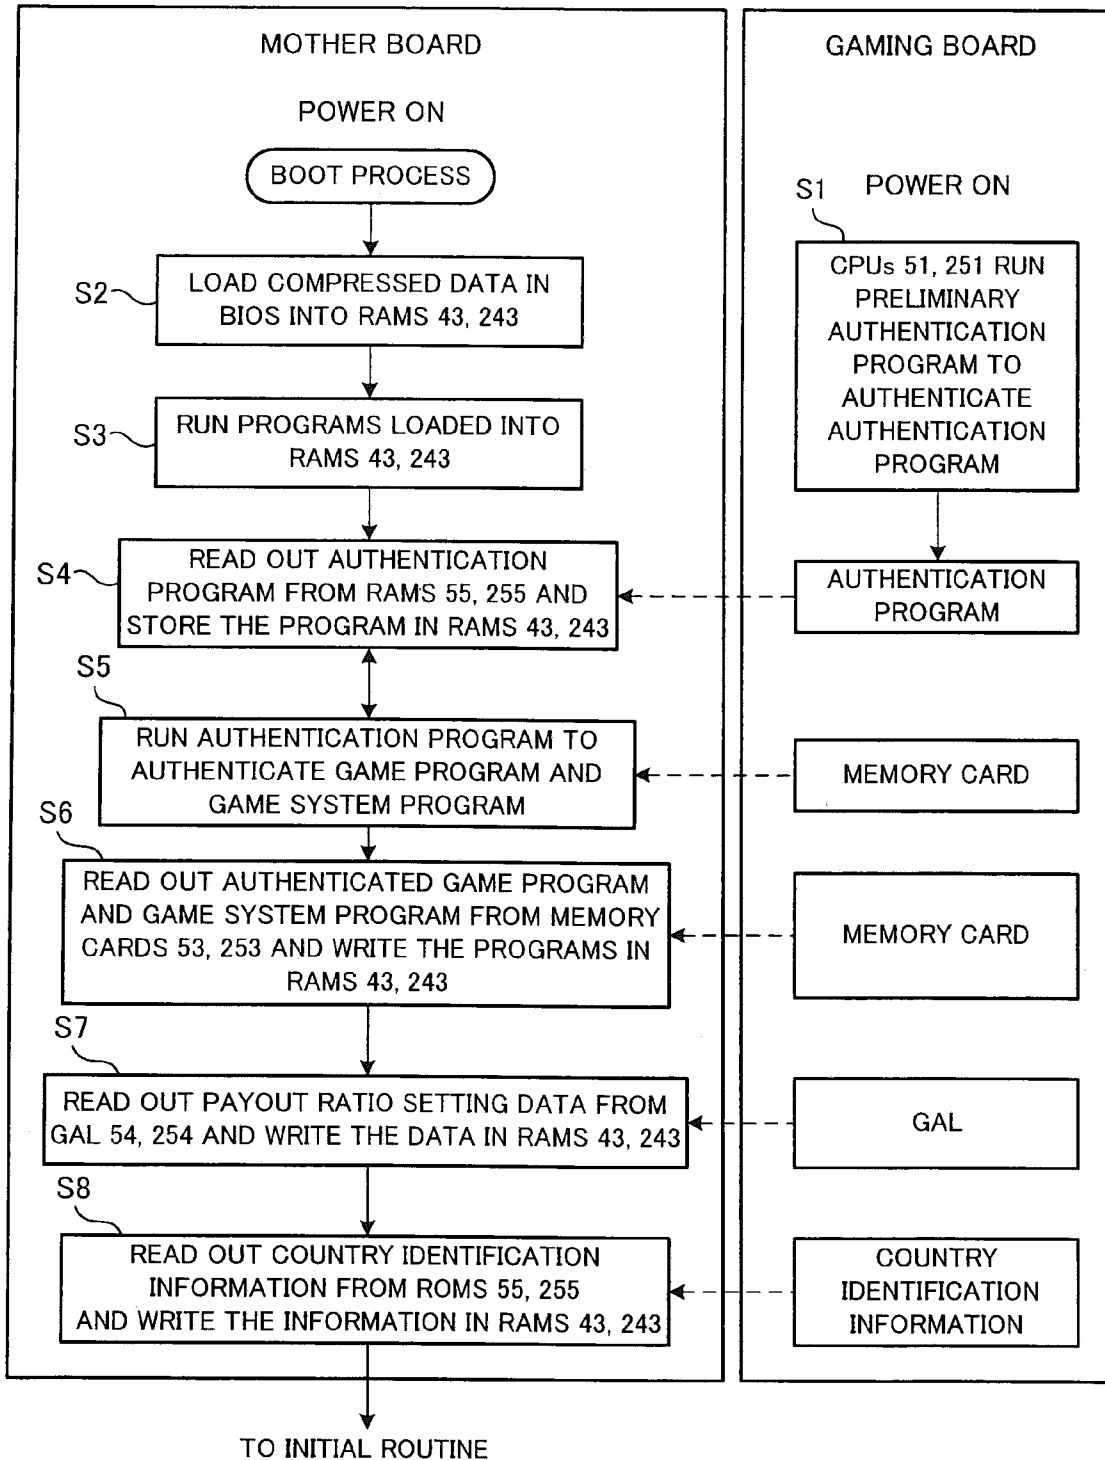 MOTHER BOARD
POWER ON
BOOT PROCESS
S2
LOAD COMPRESSED DATA IN
BIOS INTO RAMS 43, 243
S3
RUN PROGRAMS LOADED INTO
RAMS 43, 243
S4
READ OUT AUTHENTICATION
PROGRAM FROM RAMS 55, 255 AND
STORE THE PROGRAM IN RAMS 43, 243
S5
RUN AUTHENTICATION PROGRAM TO
AUTHENTICATE GAME PROGRAM AND
GAME SYSTEM PROGRAM
S6
READ OUT AUTHENTICATED GAME PROGRAM
AND GAME SYSTEM PROGRAM FROM MEMORY
CARDS 53, 253 AND WRITE THE PROGRAMS IN
RAMS 43, 243
S7
READ OUT PAYOUT RATIO SETTING DATA FROM
GAL 54, 254 AND WRITE THE DATA IN RAMS 43, 243
S8
READ OUT COUNTRY IDENTIFICATION
INFORMATION FROM ROMS 55, 255
AND WRITE THE INFORMATION IN RAMS 43, 243
TO INITIAL ROUTINE
GAMING BOARD
POWER ON
S1
CPUs 51, 251 RUN
PRELIMINARY
AUTHENTICATION
PROGRAM TO
AUTHENTICATE
AUTHENTICATION
PROGRAM
AUTHENTICATION
PROGRAM
MEMORY CARD
MEMORY CARD
GAL
COUNTRY
IDENTIFICATION
INFORMATION